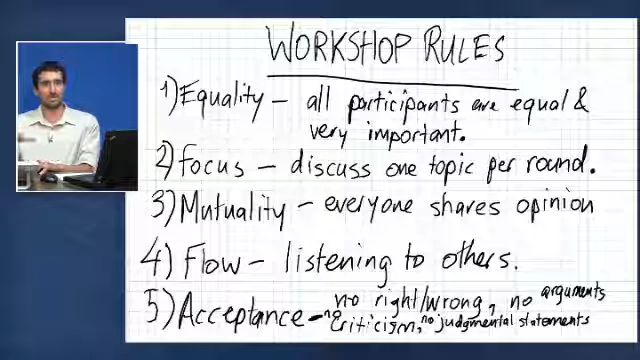 WORKSHOP RULES
1) Equality – all participants are equal &
very important.
2) Focus – discuss one topic per round.
3) Mutuality – everyone shares opinion
4) Flow – listening to others.
5) Acceptance – no right/wrong, no arguments
no criticism, no judgmental statements